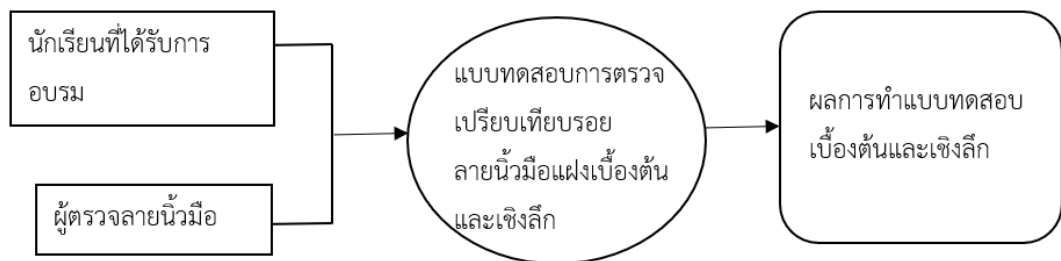 นักเรียนที่ได้รับการ
อบรม
ผู้ตรวจลายนิ้วมือ
แบบทดสอบการตรวจ
เปรียบเทียบรอย
ลายนิ้วมือแฝงเบื้องต้น
และเชิงลึก
ผลการทำแบบทดสอบ
เบื้องต้นและเชิงลึก